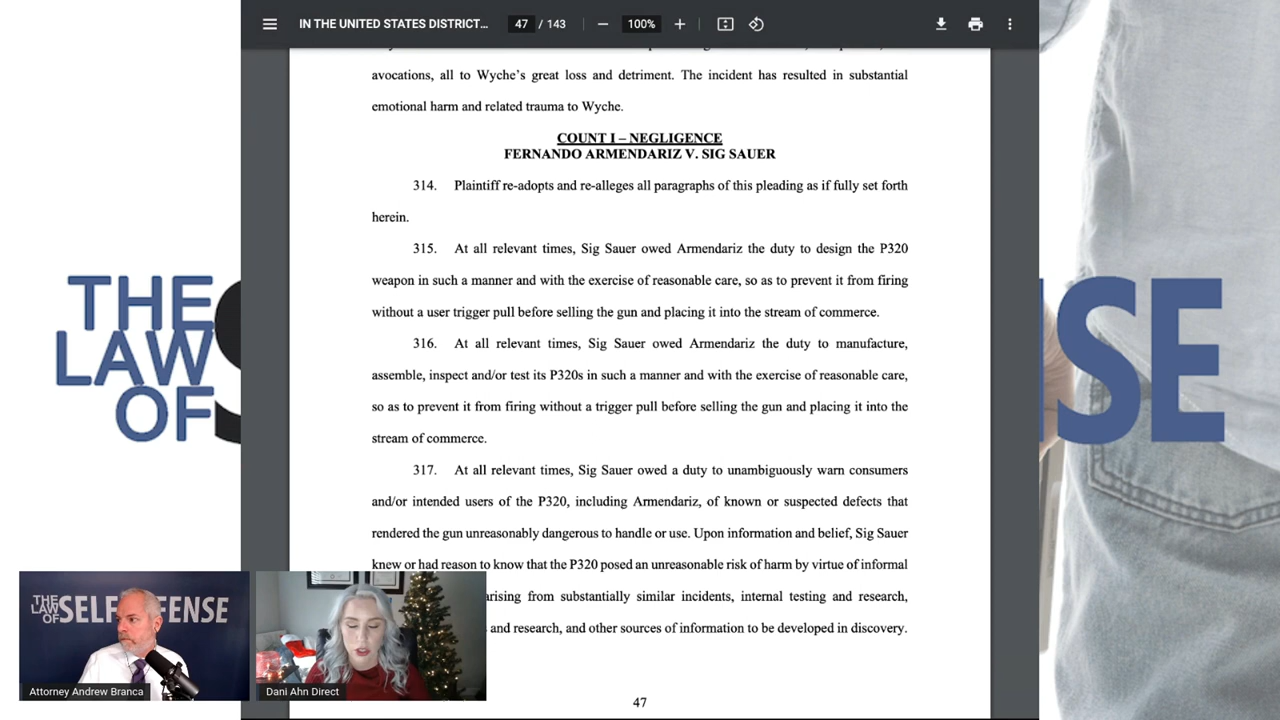 IN THE UNITED STATES DISTRICT... 47 / 143 100%
avocations, all to Wyche's great loss and detriment. The incident has resulted in substantial
emotional harm and related trauma to Wyche.
COUNT I – NEGLIGENCE
FERNANDO ARMENDARIZ V. SIG SAUER
314. Plaintiff re-adopts and re-alleges all paragraphs of this pleading as if fully set forth
herein.
315. At all relevant times, Sig Sauer owed Armendariz the duty to design the P320
weapon in such a manner and with the exercise of reasonable care, so as to prevent it from firing
without a user trigger pull before selling the gun and placing it into the stream of commerce.
316. At all relevant times, Sig Sauer owed Armendariz the duty to manufacture,
assemble, inspect and/or test its P320s in such a manner and with the exercise of reasonable care,
so as to prevent it from firing without a trigger pull before selling the gun and placing it into the
stream of commerce.
317. At all relevant times, Sig Sauer owed a duty to unambiguously warn consumers
and/or intended users of the P320, including Armendariz, of known or suspected defects that
rendered the gun unreasonably dangerous to handle or use. Upon information and belief, Sig Sauer
knew or had reason to know that the P320 posed an unreasonable risk of harm by virtue of informal
arising from substantially similar incidents, internal testing and research,
and research, and other sources of information to be developed in discovery.
47
THE
LAW
OF
S
SE
THE
LAW
OF
SELF
ENSE
Attorney Andrew Branca
Dani Ahn Direct